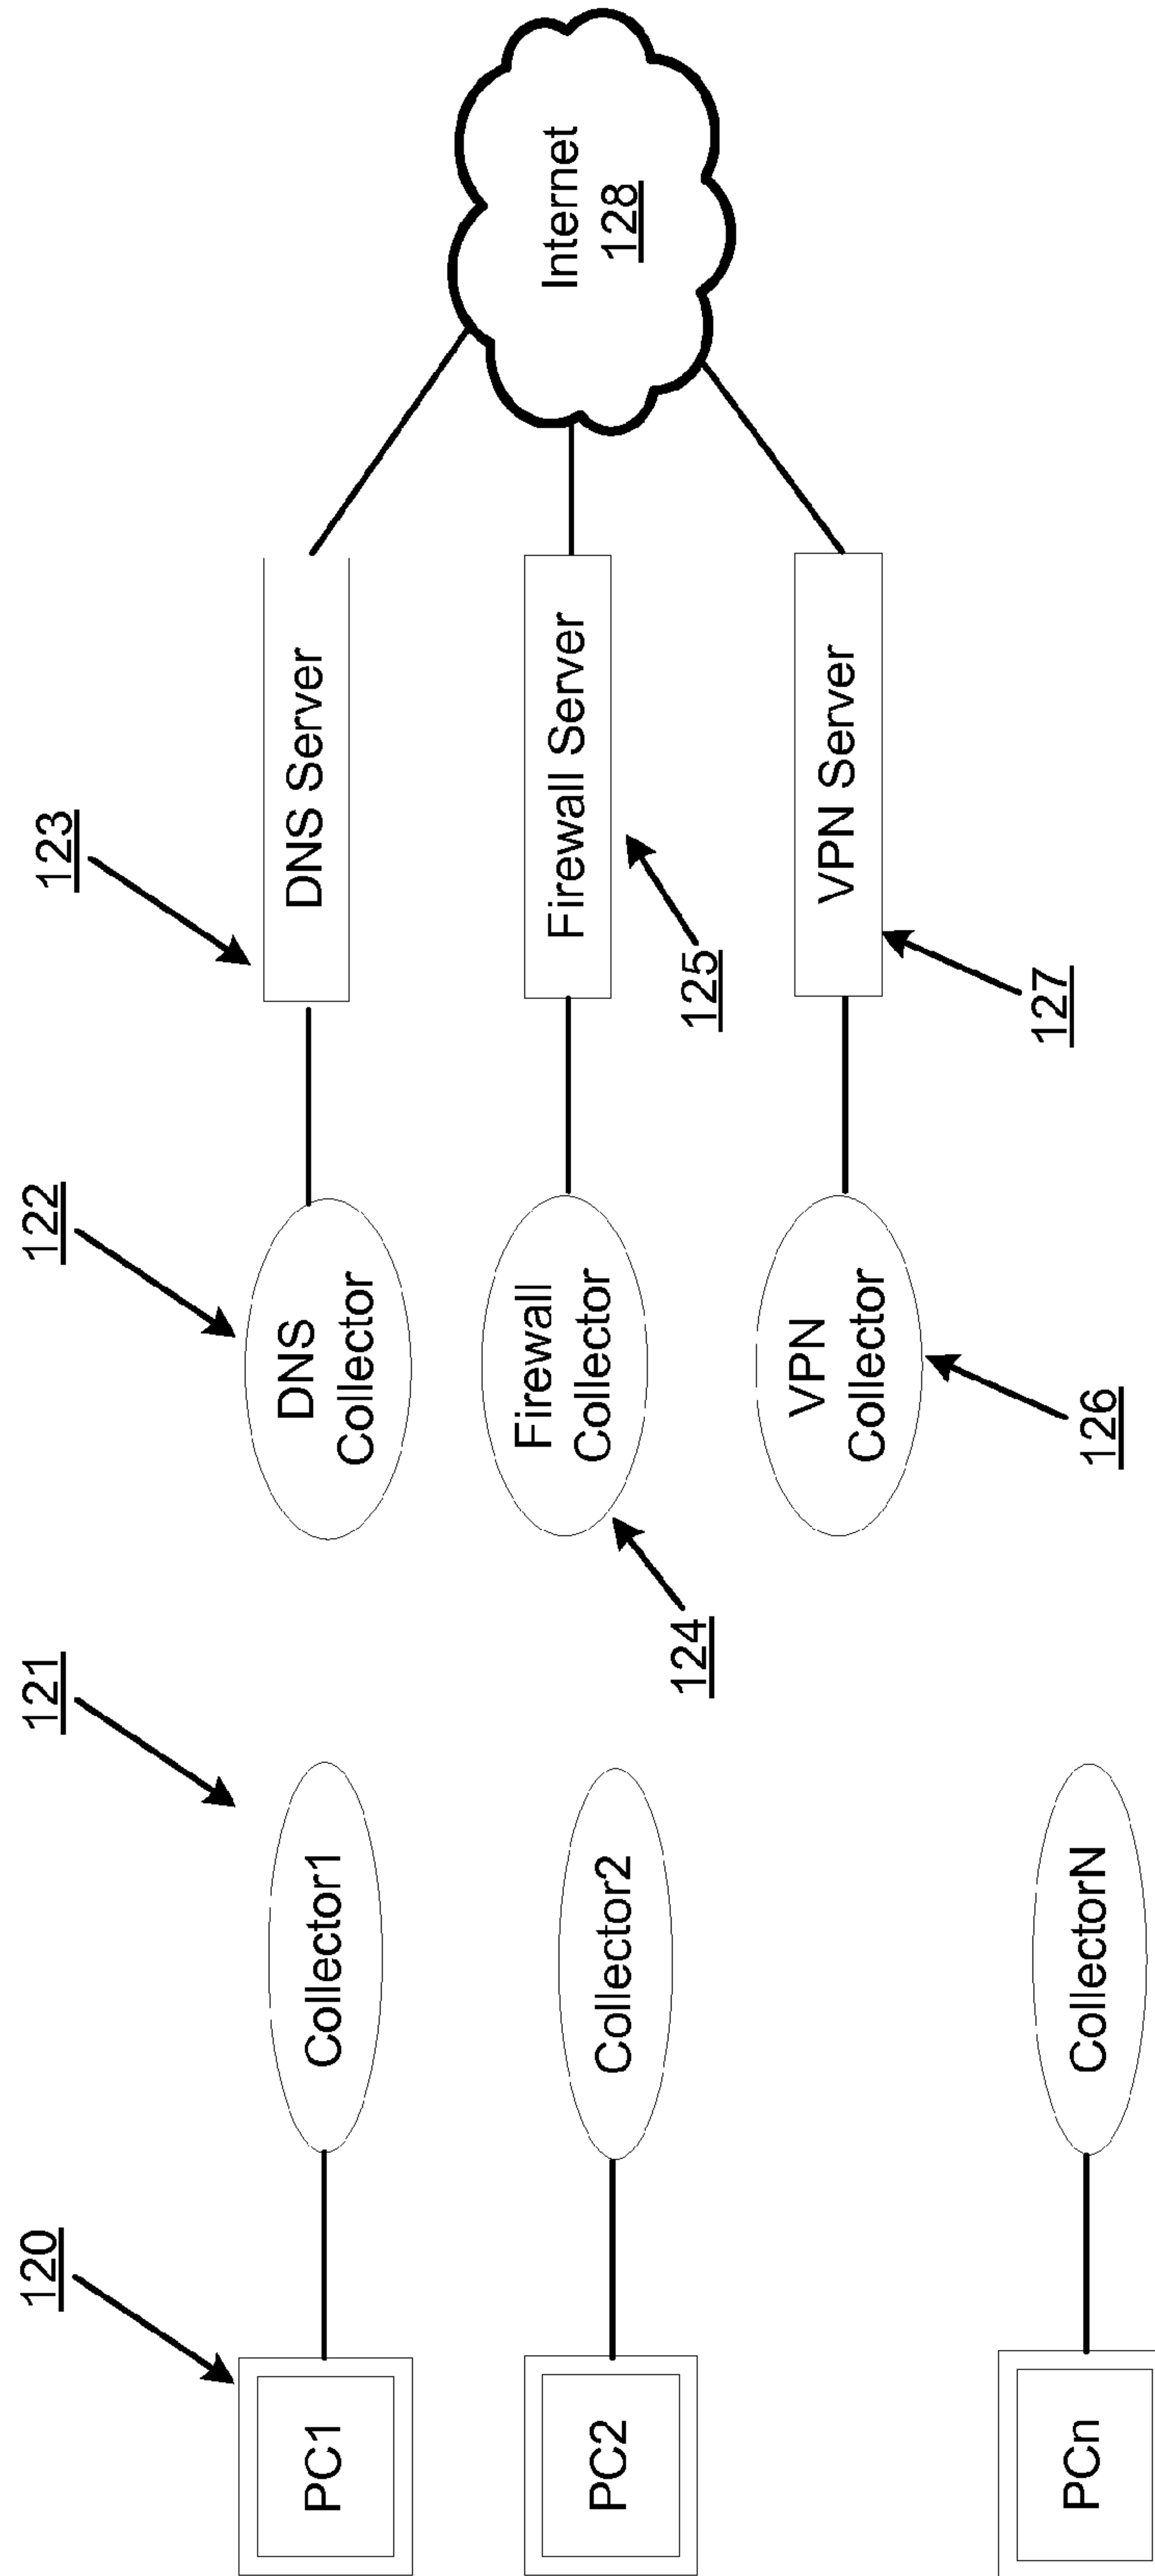 120
121
122
123
PC1
Collector1
DNS
Collector
DNS Server
Internet
128
PC2
Collector2
Firewall
Collector
Firewall Server
124
125
PCn
CollectorN
VPN
Collector
VPN Server
126
127